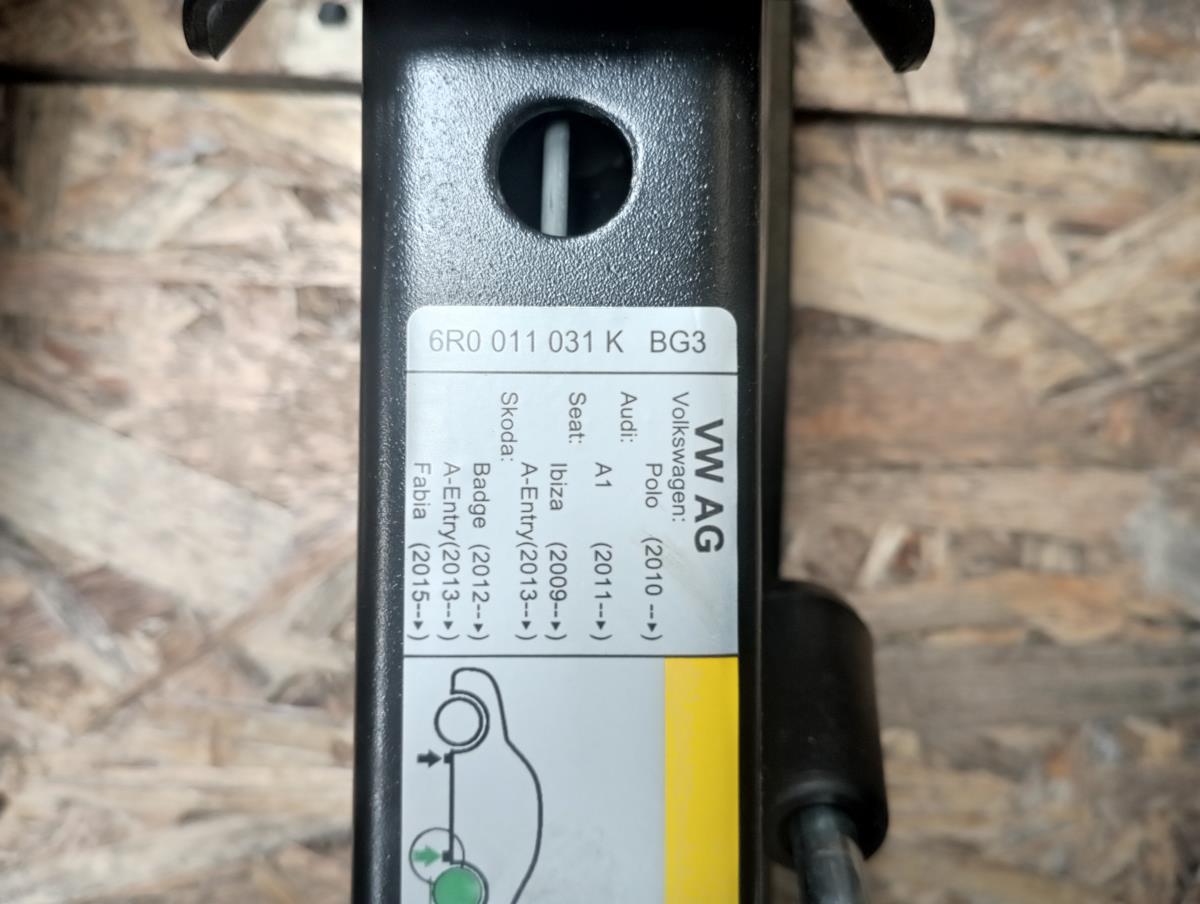 6R0 011 031 K BG3
VW AG
Volkswagen:
Polo (2010 -->)
Audi:
A1 (2011-->)
Seat:
Ibiza (2009-->)
A-Entry(2013-->)
Skoda:
Badge (2012-->)
A-Entry(2013-->)
Fabia (2015-->)